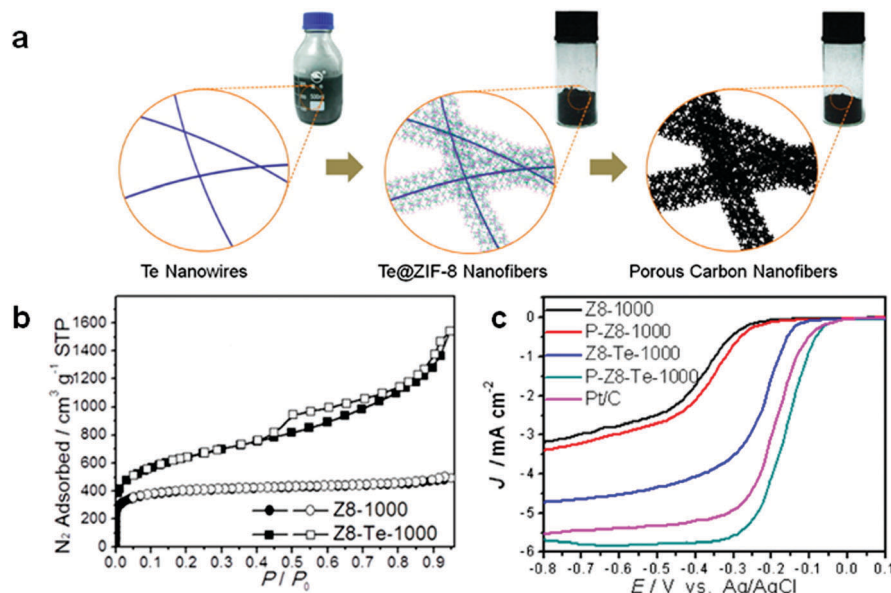 a
Te Nanowires
Te@ZIF-8 Nanofibers
Porous Carbon Nanofibers
b
N₂ Adsorbed / cm³ g⁻¹ STP
1600
1400
1200
1000
800
600
400
200
0
Z8-1000
Z8-Te-1000
0.0 0.1 0.2 0.3 0.4 0.5 0.6 0.7 0.8 0.9
P / P₀
c
J / mA cm⁻²
0
-1
-2
-3
-4
-5
-6
Z8-1000
P-Z8-1000
Z8-Te-1000
P-Z8-Te-1000
Pt/C
-0.8 -0.7 -0.6 -0.5 -0.4 -0.3 -0.2 -0.1 0.0 0.1
E / V vs. Ag/AgCl